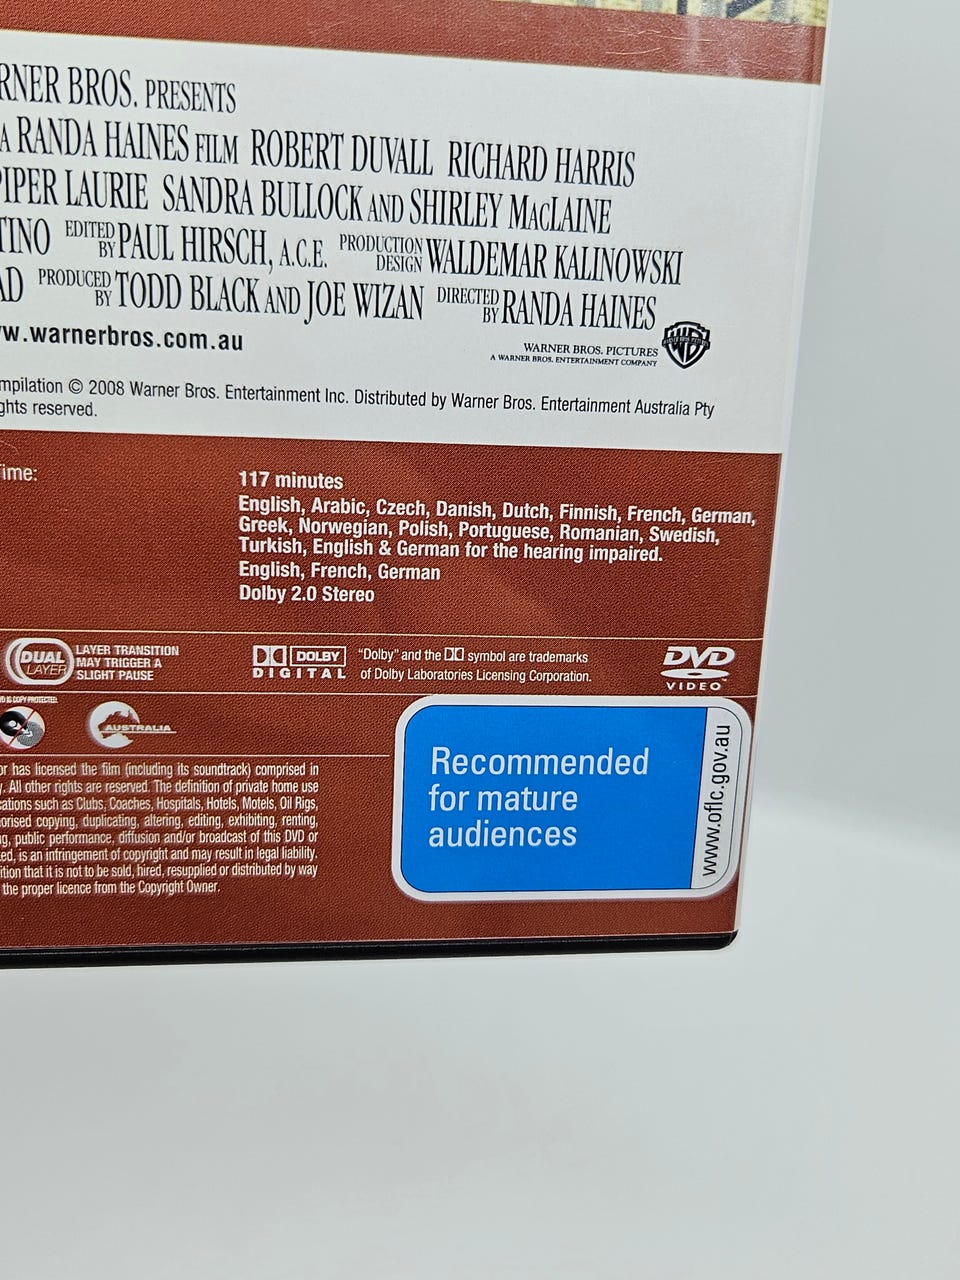 RNER BROS. PRESENTS
A RANDA HAINES FILM ROBERT DUVALL RICHARD HARRIS
PIPER LAURIE SANDRA BULLOCK AND SHIRLEY MACLAINE
TINO EDITED BY PAUL HIRSCH, A.C.E. PRODUCTION DESIGN WALDEMAR KALINOWSKI
AD PRODUCED BY TODD BLACK AND JOE WIZAN DIRECTED BY RANDA HAINES
w.warnerbros.com.au
WARNER BROS. PICTURES
A WARNER BROS. ENTERTAINMENT COMPANY
mpilation © 2008 Warner Bros. Entertainment Inc. Distributed by Warner Bros. Entertainment Australia Pty
ghts reserved.
ime:
117 minutes
English, Arabic, Czech, Danish, Dutch, Finnish, French, German,
Greek, Norwegian, Polish, Portuguese, Romanian, Swedish,
Turkish, English & German for the hearing impaired.
English, French, German
Dolby 2.0 Stereo
DUAL
LAYER
LAYER TRANSITION
MAY TRIGGER A
SLIGHT PAUSE
DOLBY
DIGITAL
"Dolby" and the symbol are trademarks
of Dolby Laboratories Licensing Corporation.
DVD
VIDEO
IS COPY PROTECTED.
AUSTRALIA
or has licensed the film (including its soundtrack) comprised in
y. All other rights are reserved. The definition of private home use
cations such as Clubs, Coaches, Hospitals, Hotels, Motels, Oil Rigs,
orised copying, duplicating, altering, editing, exhibiting, renting,
g, public performance, diffusion and/or broadcast of this DVD or
ed, is an infringement of copyright and may result in legal liability.
ition that it is not to be sold, hired, resupplied or distributed by way
the proper licence from the Copyright Owner.
Recommended
for mature
audiences
www.oflc.gov.au